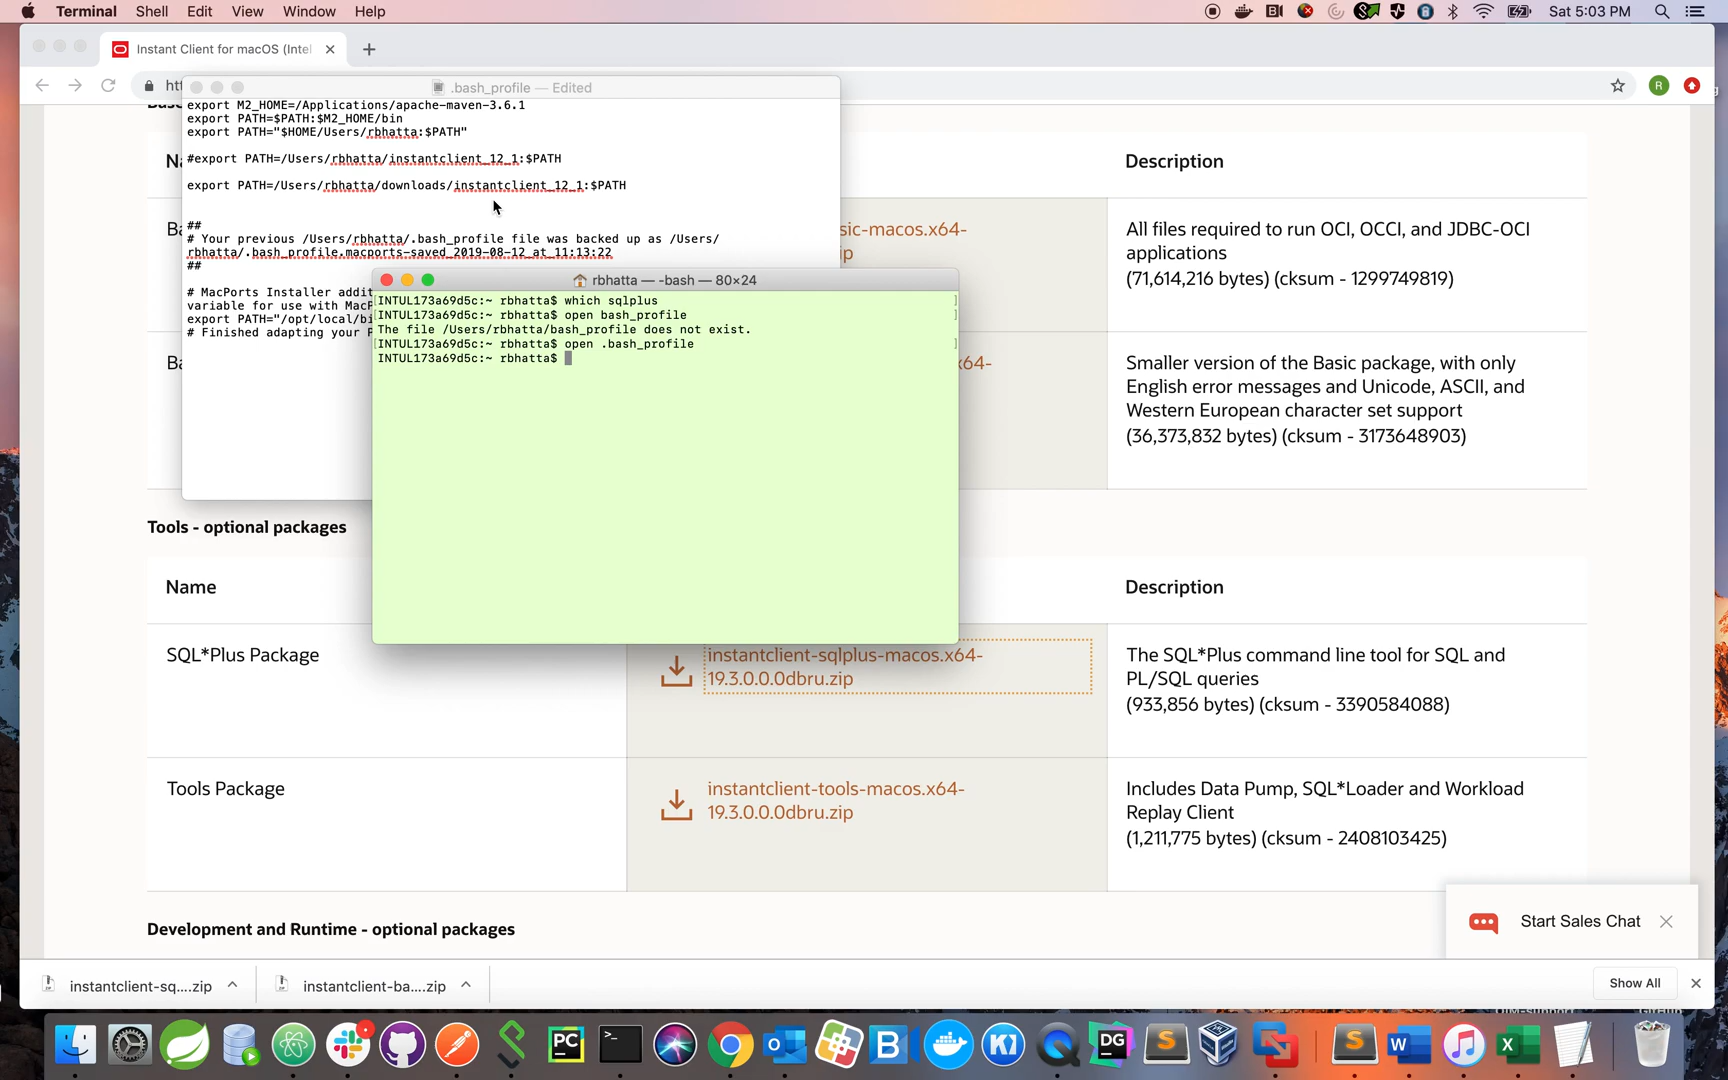 Terminal Shell Edit View Window Help
Sat 5:03 PM
Instant Client for macOS (Intel
.bash_profile — Edited
export M2_HOME=/Applications/apache-maven-3.6.1
export PATH=$PATH:$M2_HOME/bin
export PATH="$HOME/Users/rbhatta:$PATH"
#export PATH=/Users/rbhatta/instantclient_12_1:$PATH
export PATH=/Users/rbhatta/downloads/instantclient_12_1:$PATH
##
# Your previous /Users/rbhatta/.bash_profile file was backed up as /Users/
rbhatta/.bash_profile.macports-saved_2019-08-12_at_11:13:22
##
# MacPorts Installer addit
variable for use with MacP
export PATH="/opt/local/bi
# Finished adapting your P
rbhatta — -bash — 80×24
[INTUL173a69d5c:~ rbhatta$ which sqlplus ]
[INTUL173a69d5c:~ rbhatta$ open bash_profile ]
The file /Users/rbhatta/bash_profile does not exist.
[INTUL173a69d5c:~ rbhatta$ open .bash_profile ]
INTUL173a69d5c:~ rbhatta$
Description
sic-macos.x64-
ip
All files required to run OCI, OCCI, and JDBC-OCI
applications
(71,614,216 bytes) (cksum - 1299749819)
x64-
Smaller version of the Basic package, with only
English error messages and Unicode, ASCII, and
Western European character set support
(36,373,832 bytes) (cksum - 3173648903)
Tools - optional packages
Name
Description
SQL*Plus Package
instantclient-sqlplus-macos.x64-
19.3.0.0.0dbru.zip
The SQL*Plus command line tool for SQL and
PL/SQL queries
(933,856 bytes) (cksum - 3390584088)
Tools Package
instantclient-tools-macos.x64-
19.3.0.0.0dbru.zip
Includes Data Pump, SQL*Loader and Workload
Replay Client
(1,211,775 bytes) (cksum - 2408103425)
Development and Runtime - optional packages
Start Sales Chat
instantclient-sq....zip
instantclient-ba....zip
Show All